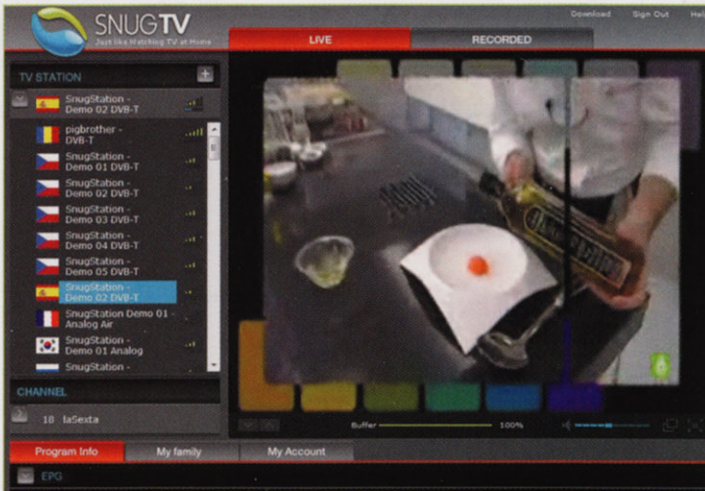 SNUGTV
Just like Watching TV at Home
Download Sign Out
LIVE RECORDED
TV STATION
SnugStation -
Demo 02 DVB-T
pigbrother -
DVB-T
SnugStation -
Demo 01 DVB-T
SnugStation -
Demo 02 DVB-T
SnugStation -
Demo 03 DVB-T
SnugStation -
Demo 04 DVB-T
SnugStation -
Demo 05 DVB-T
SnugStation -
Demo 02 DVB-T
SnugStation Demo 01 -
Analog Air
SnugStation -
Demo 01 Analog
SnugStation -
CHANNEL
18 laSexta
Buffer 100%
Program Info My family My Account
EPG